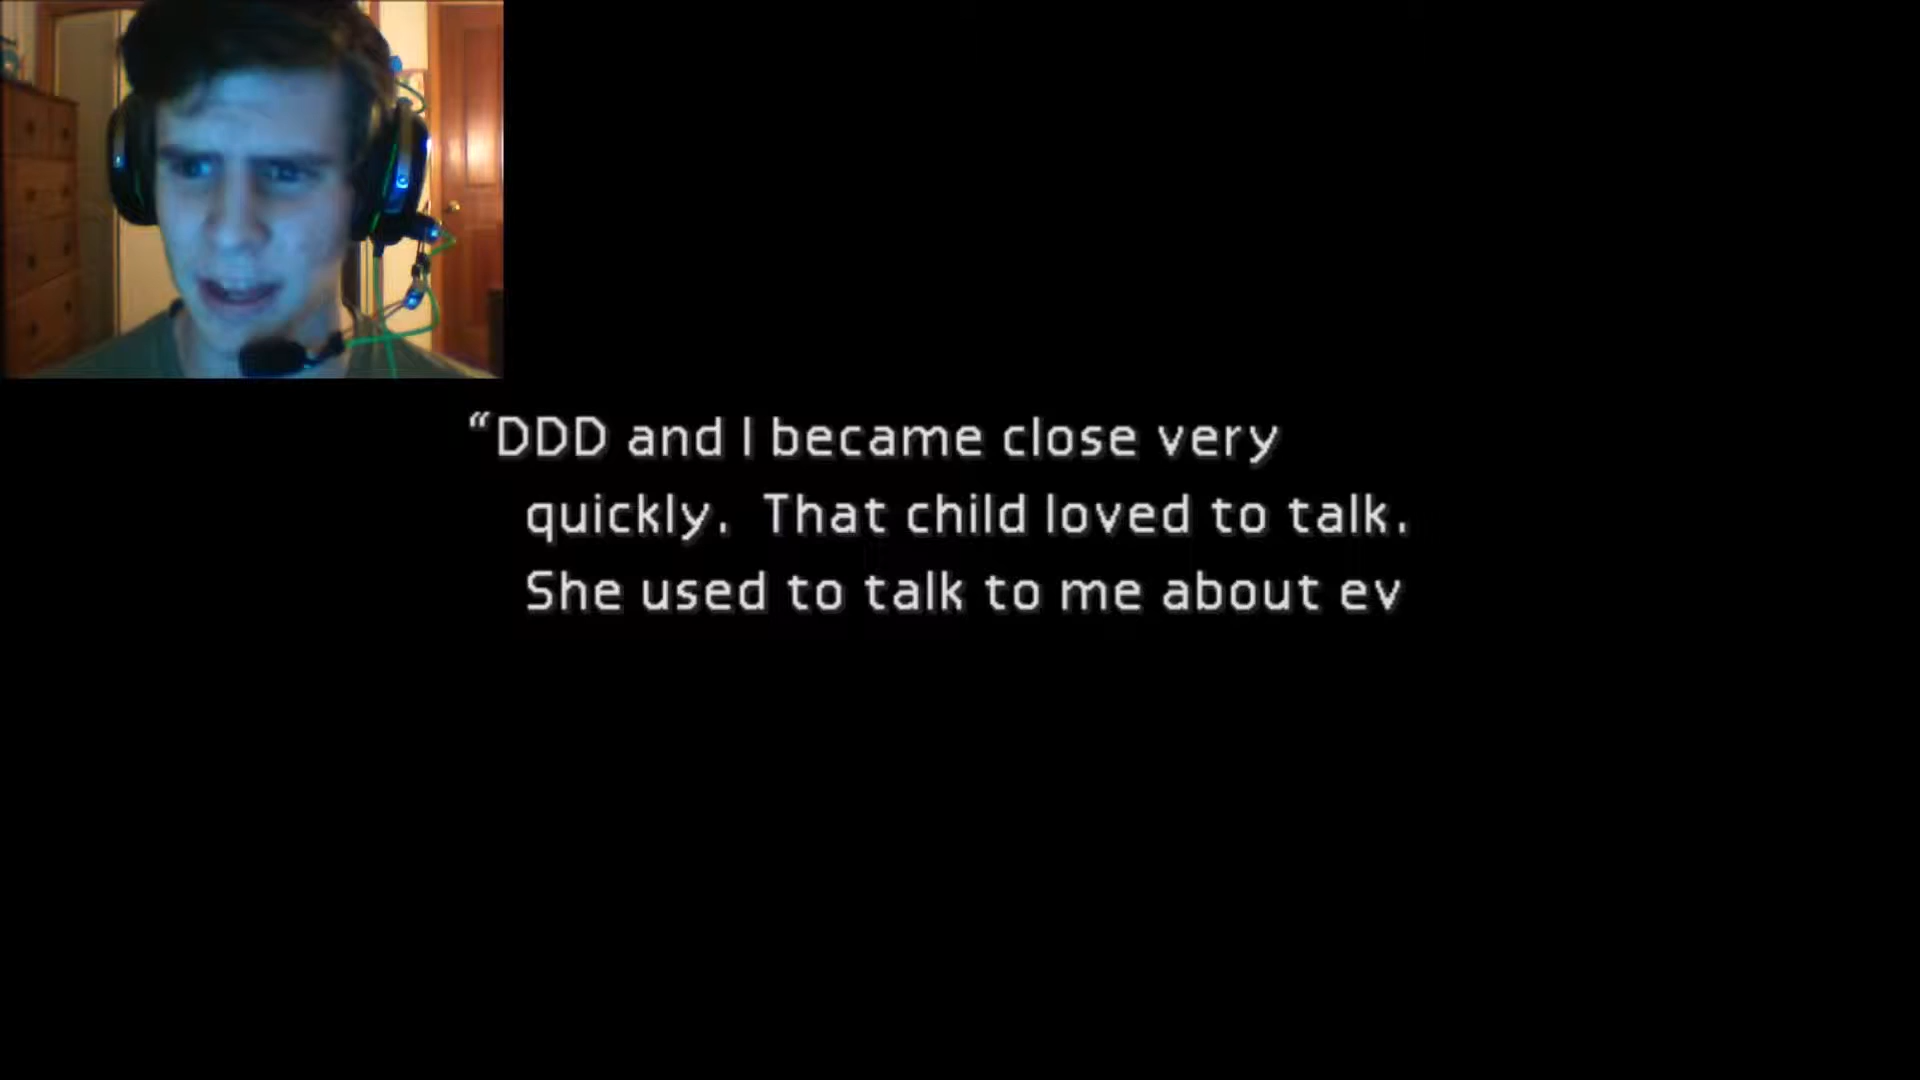 “DDD and I became close very
quickly. That child loved to talk.
She used to talk to me about ev